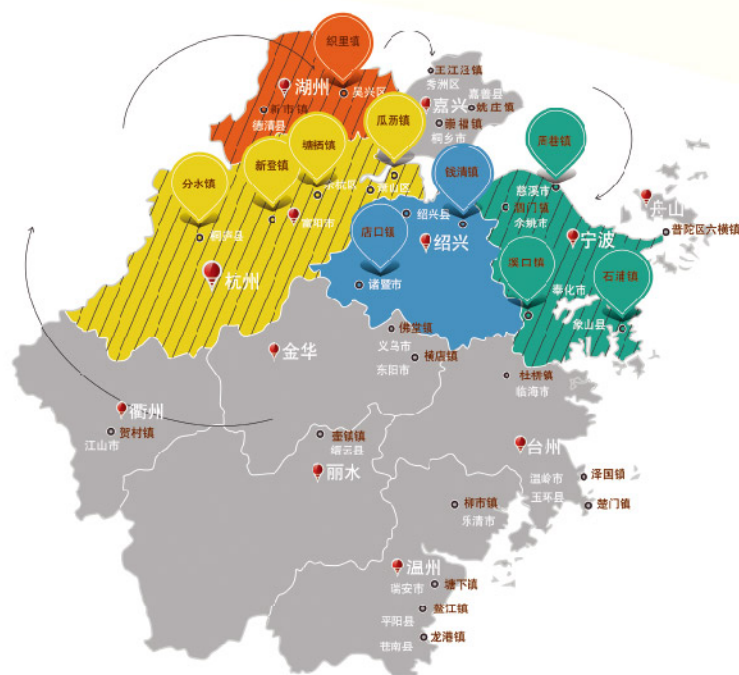 织里镇
湖州
吴兴区
新市镇
德清县
王江泾镇
秀洲区
嘉善县
嘉兴
姚庄镇
崇福镇
桐乡市
瓜沥镇
塘栖镇
新登镇
分水镇
余杭区
萧山区
富阳市
桐庐县
杭州
钱清镇
绍兴县
店口镇
绍兴
诸暨市
周巷镇
慈溪市
泗门镇
余姚市
宁波
溪口镇
奉化市
石浦镇
象山县
舟山
普陀区六横镇
佛堂镇
义乌市
金华
横店镇
东阳市
杜桥镇
临海市
衢州
贺村镇
江山市
壶镇镇
缙云县
丽水
台州
温岭市
泽国镇
玉环县
楚门镇
柳市镇
乐清市
温州
瑞安市
塘下镇
平阳县
鳌江镇
苍南县
龙港镇